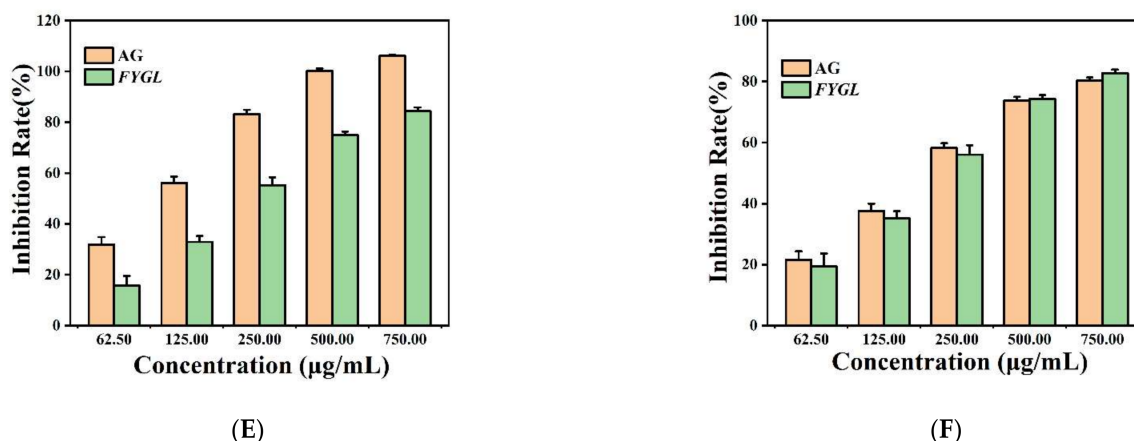 120
100
80
60
40
20
0
Inhibition Rate(%)
AG
FYGL
62.50 125.00 250.00 500.00 750.00
Concentration (µg/mL)
(E)
100
80
60
40
20
0
Inhibition Rate(%)
AG
FYGL
62.50 125.00 250.00 500.00 750.00
Concentration (µg/mL)
(F)